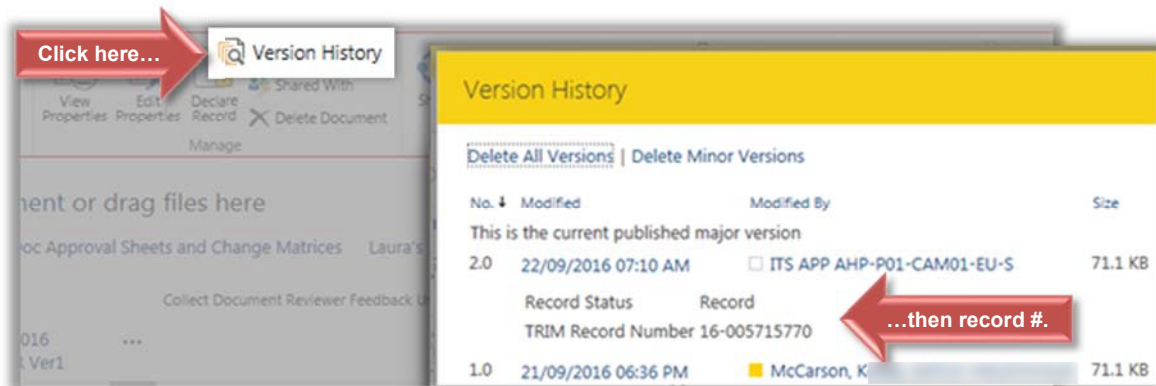 Click here…
Version History
Shared With
View Properties
Edit Properties
Declare Record
Delete Document
Manage
ment or drag files here
oc Approval Sheets and Change Matrices Laura's
Collect Document Reviewer Feedback
016 ...
Ver1
Version History
Delete All Versions | Delete Minor Versions
No. Modified Modified By Size
This is the current published major version
2.0 22/09/2016 07:10 AM ITS APP AHP-P01-CAM01-EU-S 71.1 KB
Record Status Record
TRIM Record Number 16-005715770
…then record #.
1.0 21/09/2016 06:36 PM McCarson, K 71.1 KB